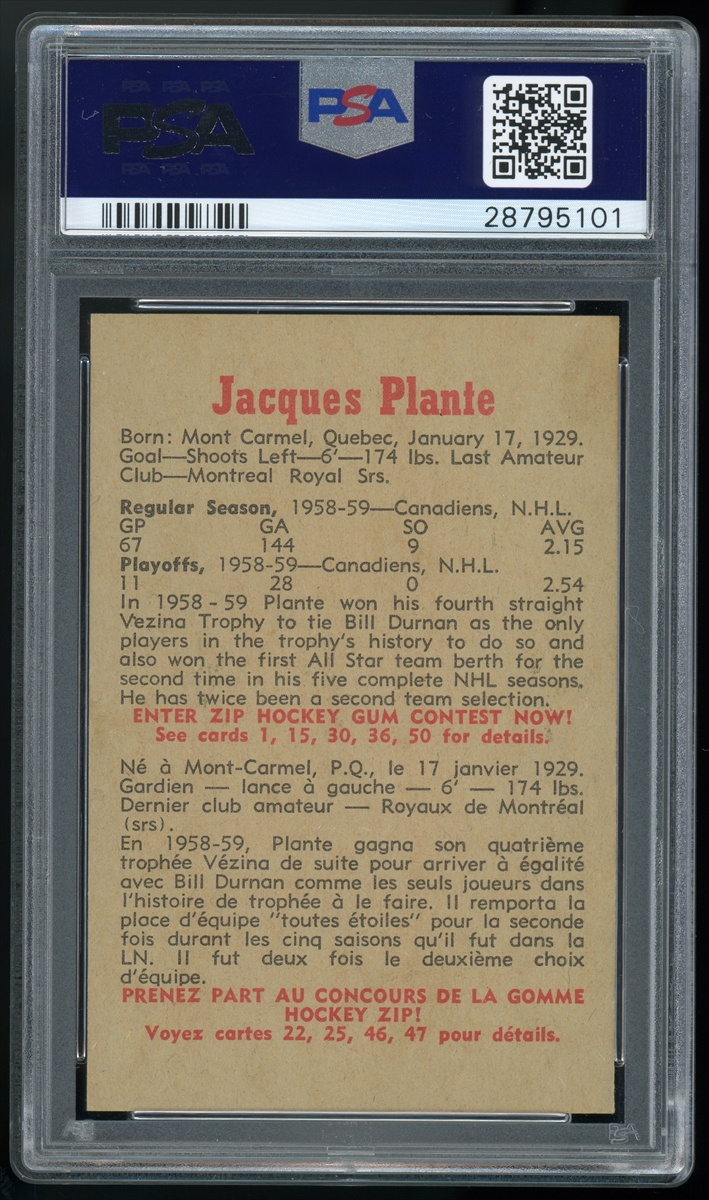 PSA PSA PSA
PSA
PSA PSA PSA
PSA
28795101
Jacques Plante
Born: Mont Carmel, Quebec, January 17, 1929.
Goal—Shoots Left—6'—174 lbs. Last Amateur
Club—Montreal Royal Srs.
Regular Season, 1958-59—Canadiens, N.H.L.
GP GA SO AVG
67 144 9 2.15
Playoffs, 1958-59—Canadiens, N.H.L.
11 28 0 2.54
In 1958-59 Plante won his fourth straight
Vezina Trophy to tie Bill Durnan as the only
players in the trophy's history to do so and
also won the first All Star team berth for the
second time in his five complete NHL seasons.
He has twice been a second team selection.
ENTER ZIP HOCKEY GUM CONTEST NOW!
See cards 1, 15, 30, 36, 50 for details.
Né à Mont-Carmel, P.Q., le 17 janvier 1929.
Gardien — lance à gauche — 6' — 174 lbs.
Dernier club amateur — Royaux de Montréal
(srs).
En 1958-59, Plante gagna son quatrième
trophée Vézina de suite pour arriver à égalité
avec Bill Durnan comme les seuls joueurs dans
l'histoire de trophée à le faire. Il remporta la
place d'équipe "toutes étoiles" pour la seconde
fois durant les cinq saisons qu'il fut dans la
LN. Il fut deux fois le deuxième choix
d'équipe.
PRENEZ PART AU CONCOURS DE LA GOMME
HOCKEY ZIP!
Voyez cartes 22, 25, 46, 47 pour détails.
PSA